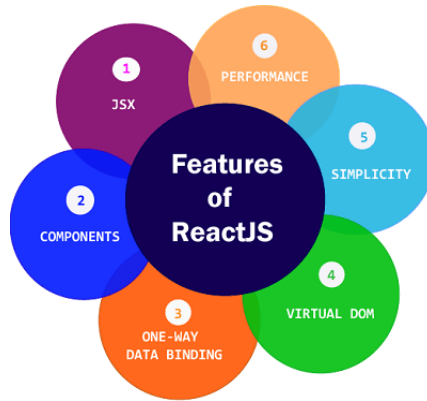 Features
of
ReactJS
1
JSX
2
COMPONENTS
3
ONE-WAY
DATA BINDING
4
VIRTUAL DOM
5
SIMPLICITY
6
PERFORMANCE